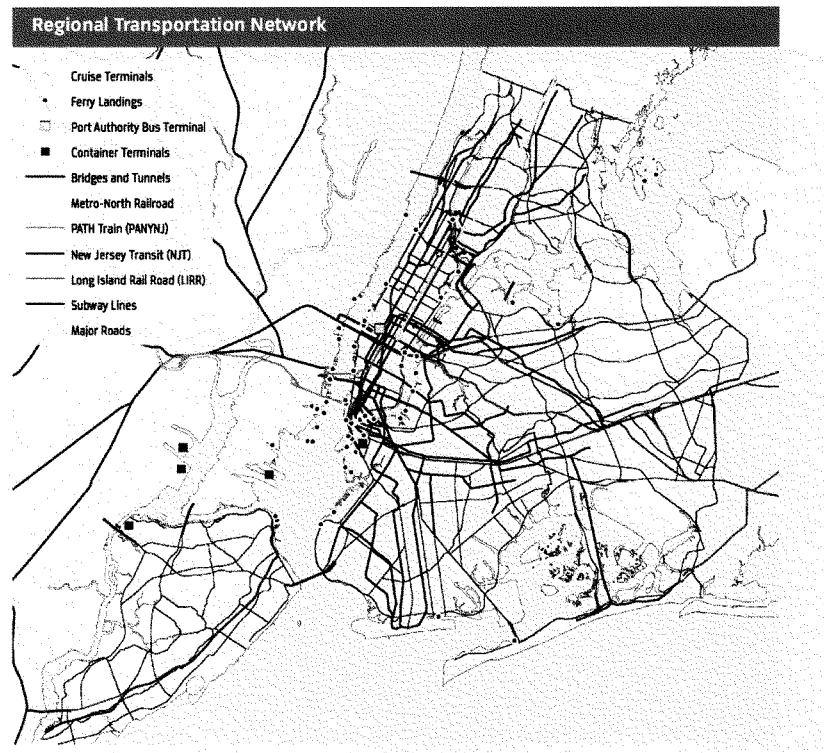 Regional Transportation Network
Cruise Terminals
Ferry Landings
Port Authority Bus Terminal
Container Terminals
Bridges and Tunnels
Metro-North Railroad
PATH Train (PANYNJ)
New Jersey Transit (NJT)
Long Island Rail Road (LIRR)
Subway Lines
Major Roads